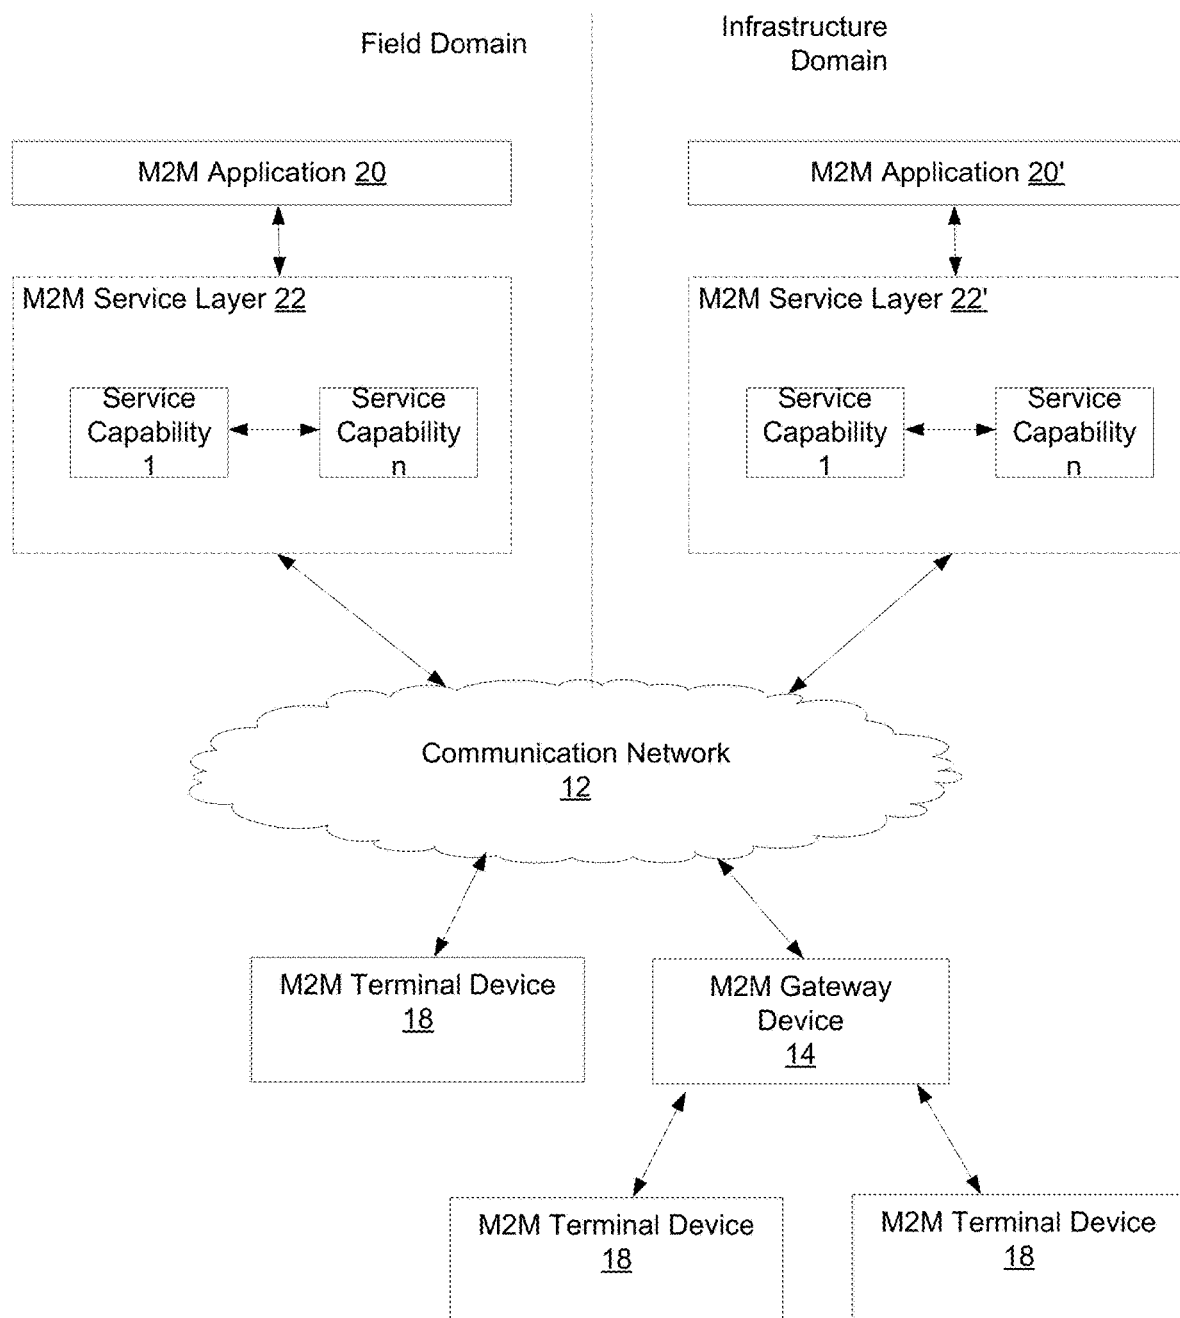 Field Domain
Infrastructure
Domain
M2M Application 20
M2M Application 20'
M2M Service Layer 22
Service
Capability
1
Service
Capability
n
M2M Service Layer 22'
Service
Capability
1
Service
Capability
n
Communication Network
12
M2M Terminal Device
18
M2M Gateway
Device
14
M2M Terminal Device
18
M2M Terminal Device
18